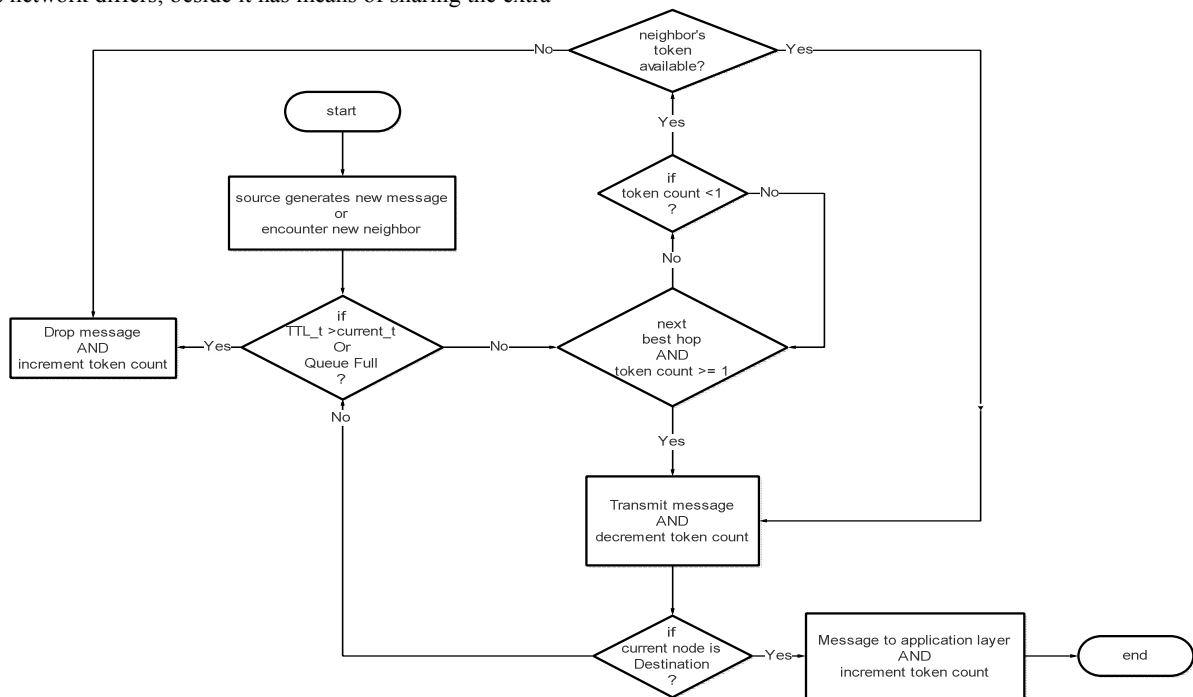 network differs, beside it has means of sharing the extra
neighbor's
token
available?
No
Yes
start
Yes
if
token count <1
?
No
source generates new message
or
encounter new neighbor
No
if
TTL_t >current_t
Or
Queue Full
?
Drop message
AND
increment token count
Yes
No
next
best hop
AND
token count >= 1
No
Yes
Transmit message
AND
decrement token count
if
current node is
Destination
?
Yes
Message to application layer
AND
increment token count
end